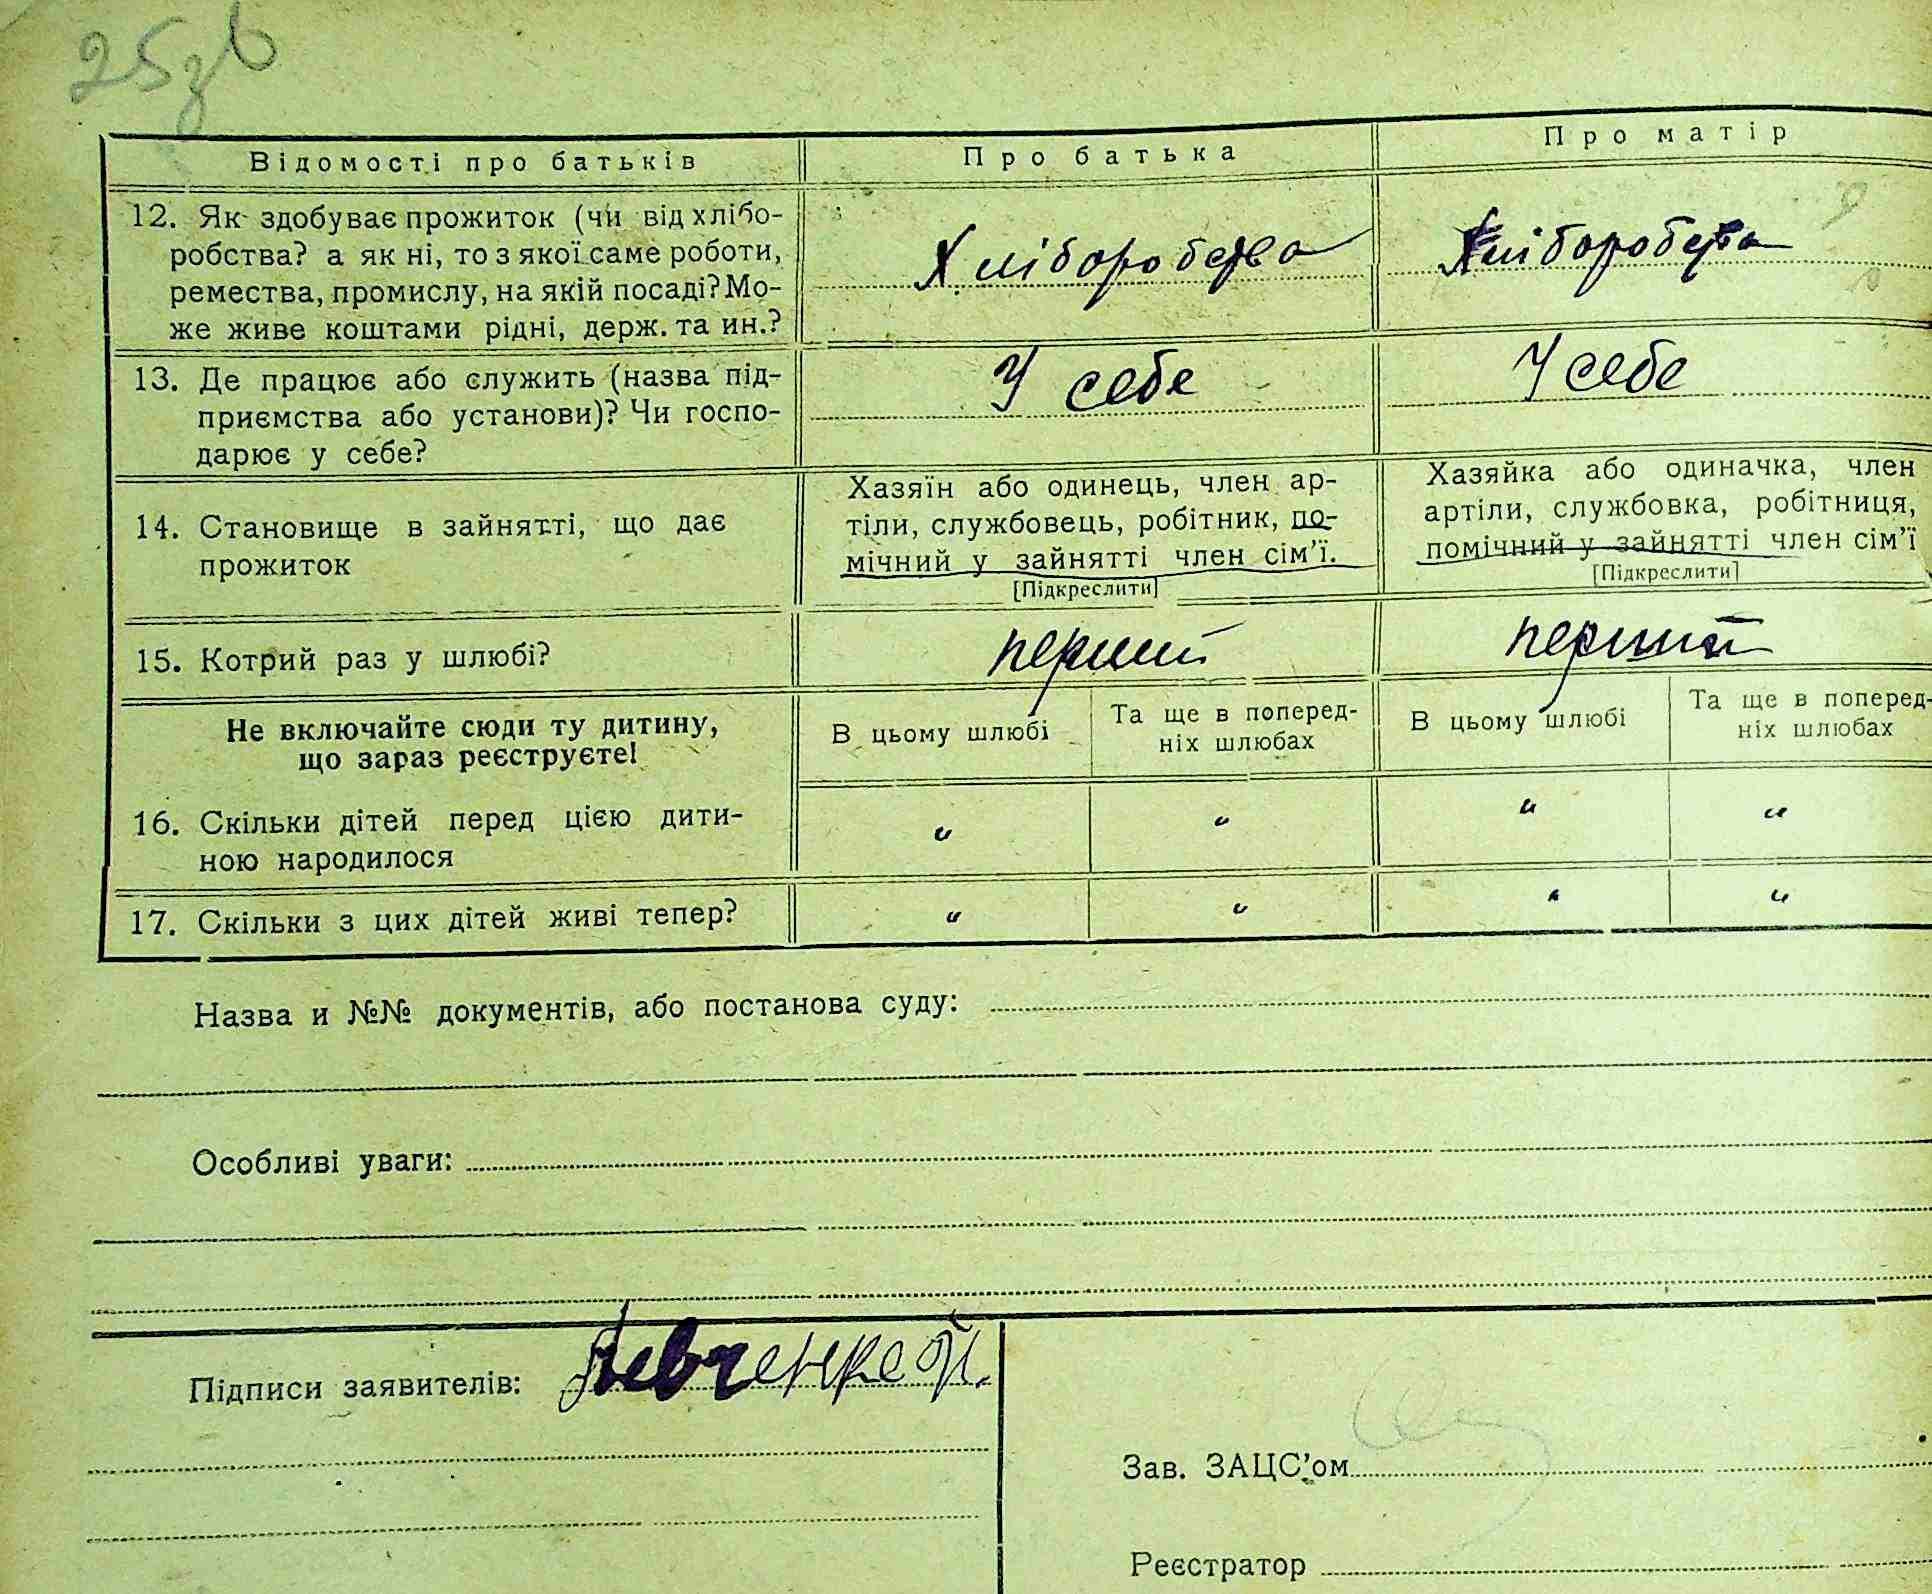 25зв
Відомості про батьків Про батька Про матір
12. Як здобуває прожиток (чи від хлібо-
робства? а як ні, то з якої саме роботи,
ремества, промислу, на якій посаді? Мо-
же живе коштами рідні, держ. та ин.?
Хліборобство Хліборобство
13. Де працює або служить (назва під-
приємства або установи)? Чи госпо-
дарює у себе?
У себе У себе
14. Становище в зайнятті, що дає
прожиток
Хазяїн або одинець, член ар-
тіли, службовець, робітник, по-
мічний у зайнятті член сім’ї.
[Підкреслити]
Хазяйка або одиначка, член
артіли, службовка, робітниця,
помічний у зайнятті член сім’ї
[Підкреслити]
15. Котрий раз у шлюбі? перший перший
Не включайте сюди ту дитину,
що зараз реєструєте!
В цьому шлюбі
Та ще в поперед-
ніх шлюбах
В цьому шлюбі
Та ще в поперед-
ніх шлюбах
16. Скільки дітей перед цією дити-
ною народилося
" " " "
17. Скільки з цих дітей живі тепер? " " " "
Назва и №№ документів, або постанова суду:
Особливі уваги:
Підписи заявителів:
Зав. ЗАЦС’ом
Реєстратор